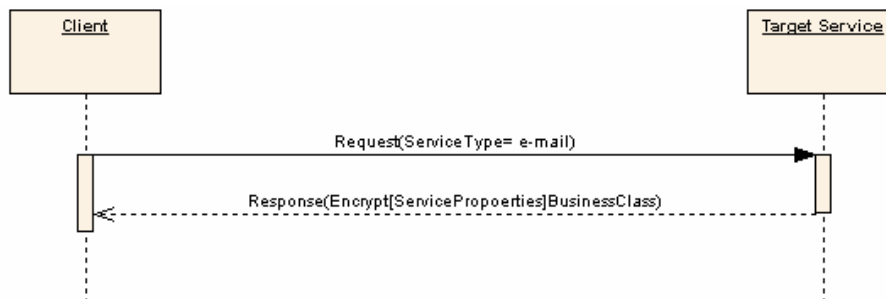 Client
Target Service
Request(ServiceType= e-mail)
Response(Encrypt[ServicePropoerties]BusinessClass)